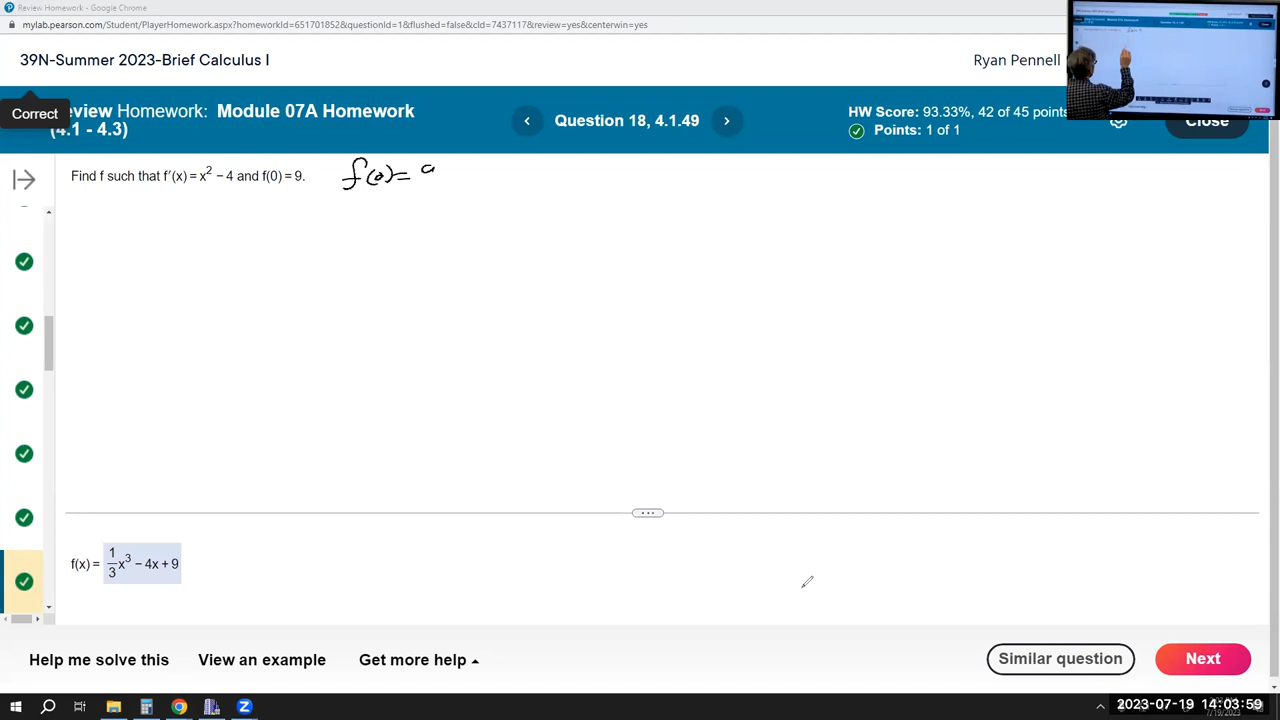 Review Homework - Google Chrome
mylab.pearson.com/Student/PlayerHomework.aspx?homeworkId=651701852&questionId=
flushed=false&cId=7437117&
=yes&centerwin=yes
39N-Summer 2023-Brief Calculus I
Ryan Pennell
Correct
eview Homework: Module 07A Homework
(4.1 - 4.3)
Question 18, 4.1.49
HW Score: 93.33%, 42 of 45 points
Points: 1 of 1
Close
Find f such that f′(x) = x² − 4 and f(0) = 9.
f(0)=
f(x) = 1/3 x³ − 4x + 9
Help me solve this
View an example
Get more help
Similar question
Next
2023-07-19 14:03:59